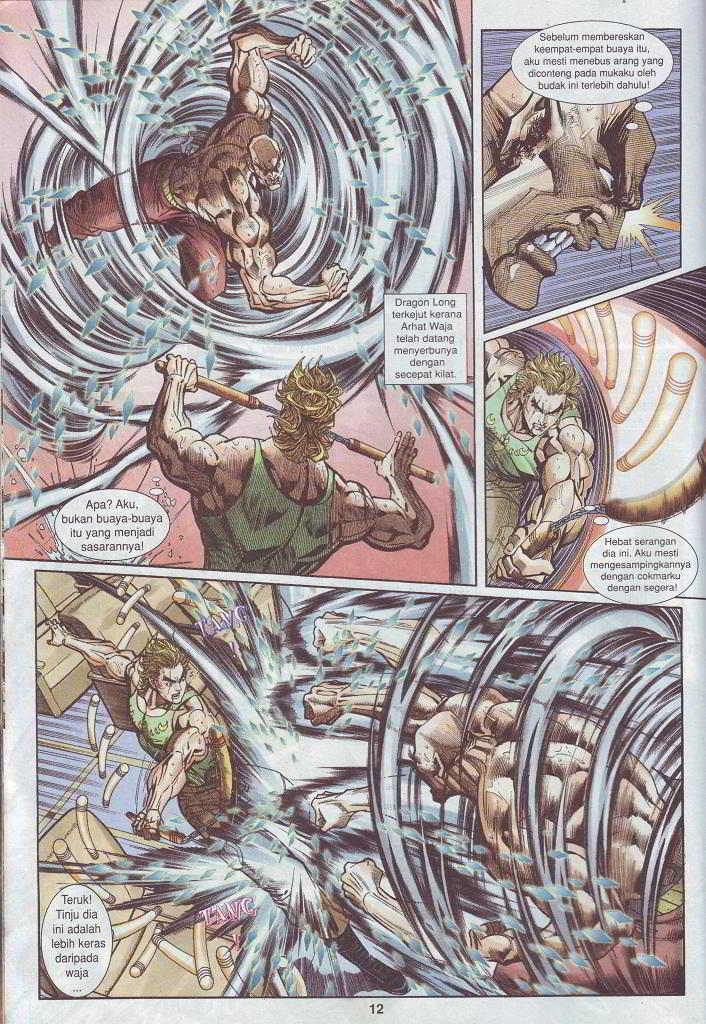 Dragon Long
terkejut kerana
Arhat Waja
telah datang
menyerbunya
dengan
secepat kilat.
Apa? Aku,
bukan buaya-buaya
itu yang menjadi
sasarannya!
Sebelum membereskan
keempat-empat buaya itu,
aku mesti menebus arang yang
diconteng pada mukaku oleh
budak ini terlebih dahulu!
Hebat serangan
dia ini. Aku mesti
mengesampingkannya
dengan cokmarku
dengan segera!
TANG
!
Teruk!
Tinju dia
ini adalah
lebih keras
daripada
waja
...
TANG
!
12